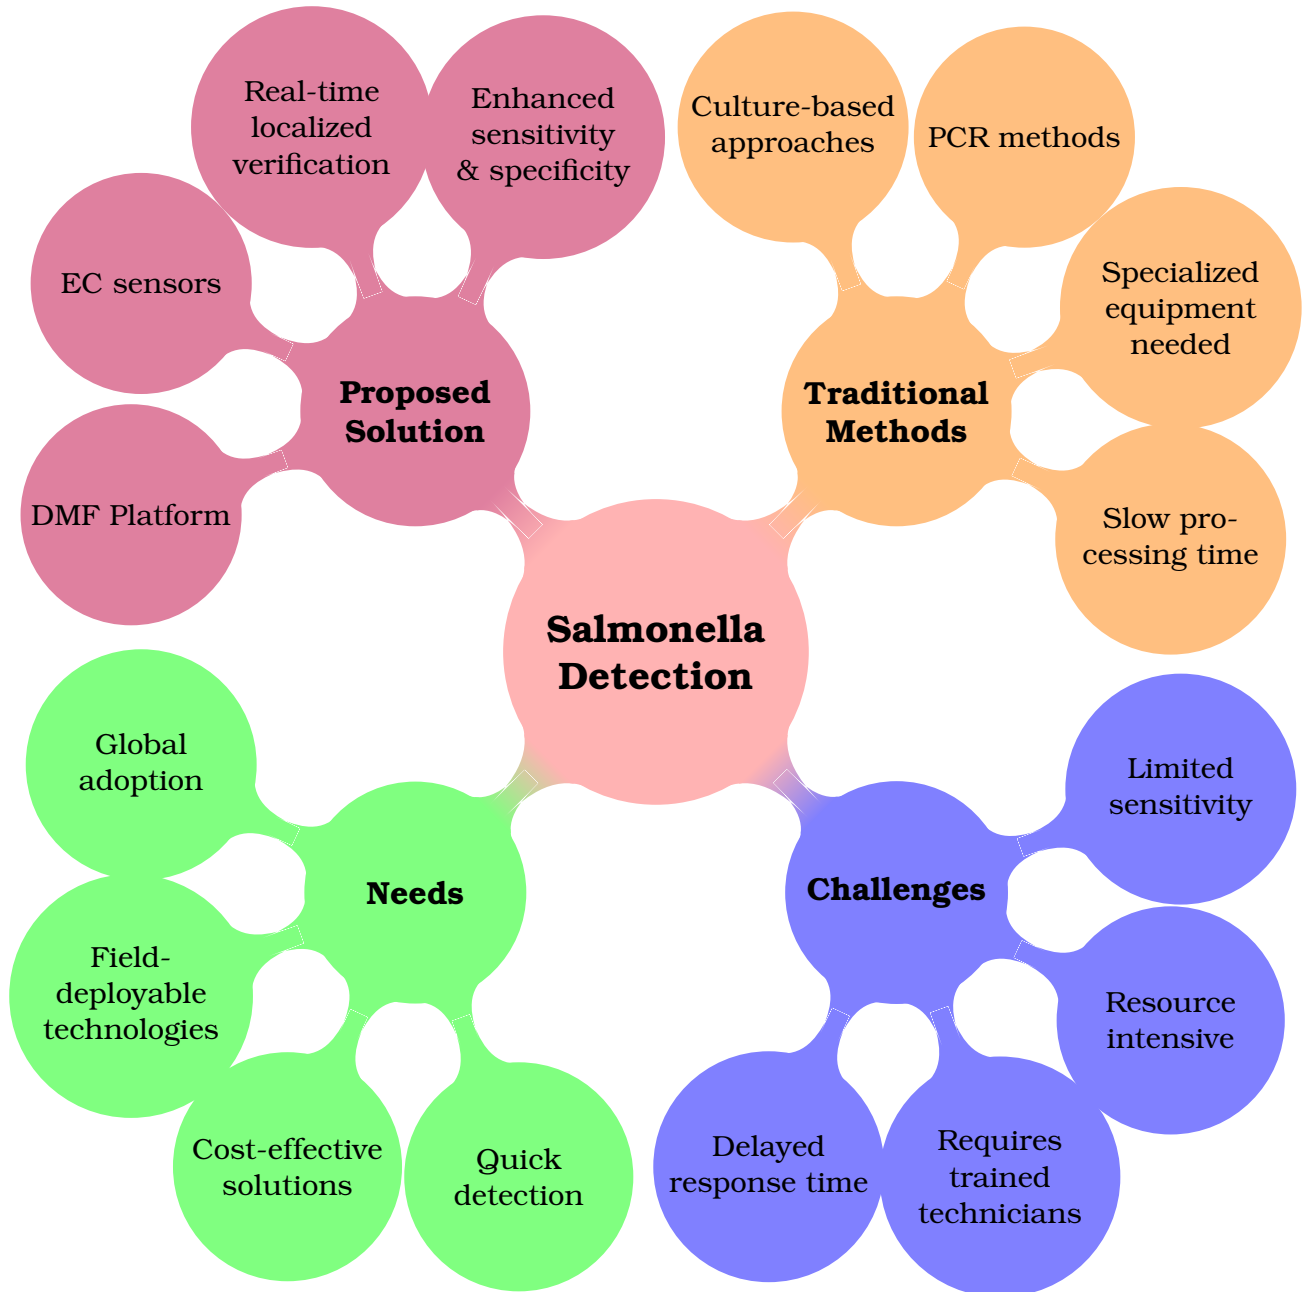 Salmonella
Detection
Proposed
Solution
Real-time
localized
verification
Enhanced
sensitivity
& specificity
EC sensors
DMF Platform
Traditional
Methods
Culture-based
approaches
PCR methods
Specialized
equipment
needed
Slow pro-
cessing time
Needs
Global
adoption
Field-
deployable
technologies
Cost-effective
solutions
Quick
detection
Challenges
Limited
sensitivity
Resource
intensive
Requires
trained
technicians
Delayed
response time